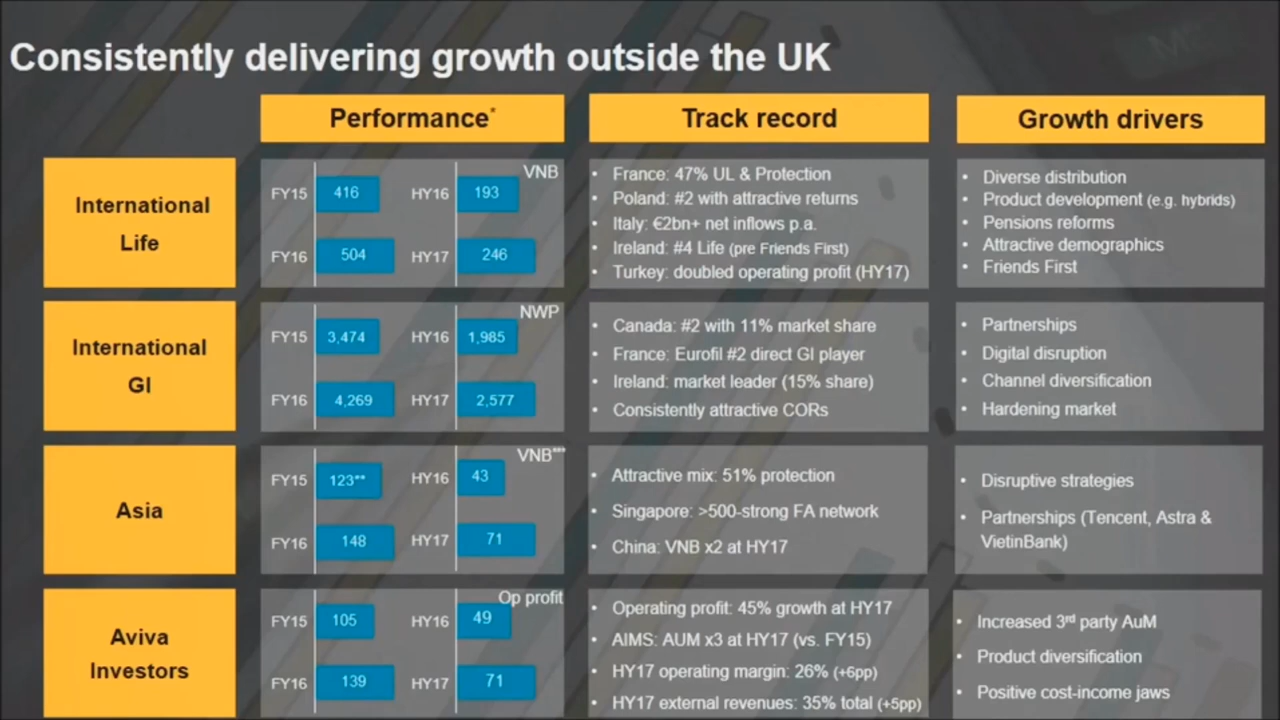 Consistently delivering growth outside the UK
Performance*
Track record
Growth drivers
International
Life
VNB
FY15 416 HY16 193
FY16 504 HY17 246
• France: 47% UL & Protection
• Poland: #2 with attractive returns
• Italy: €2bn+ net inflows p.a.
• Ireland: #4 Life (pre Friends First)
• Turkey: doubled operating profit (HY17)
• Diverse distribution
• Product development (e.g. hybrids)
• Pensions reforms
• Attractive demographics
• Friends First
International
GI
NWP
FY15 3,474 HY16 1,985
FY16 4,269 HY17 2,577
• Canada: #2 with 11% market share
• France: Eurofil #2 direct GI player
• Ireland: market leader (15% share)
• Consistently attractive CORs
• Partnerships
• Digital disruption
• Channel diversification
• Hardening market
Asia
VNB***
FY15 123** HY16 43
FY16 148 HY17 71
• Attractive mix: 51% protection
• Singapore: >500-strong FA network
• China: VNB x2 at HY17
• Disruptive strategies
• Partnerships (Tencent, Astra &
VietinBank)
Aviva
Investors
Op profit
FY15 105 HY16 49
FY16 139 HY17 71
• Operating profit: 45% growth at HY17
• AIMS: AUM x3 at HY17 (vs. FY15)
• HY17 operating margin: 26% (+6pp)
• HY17 external revenues: 35% total (+5pp)
• Increased 3rd party AuM
• Product diversification
• Positive cost-income jaws